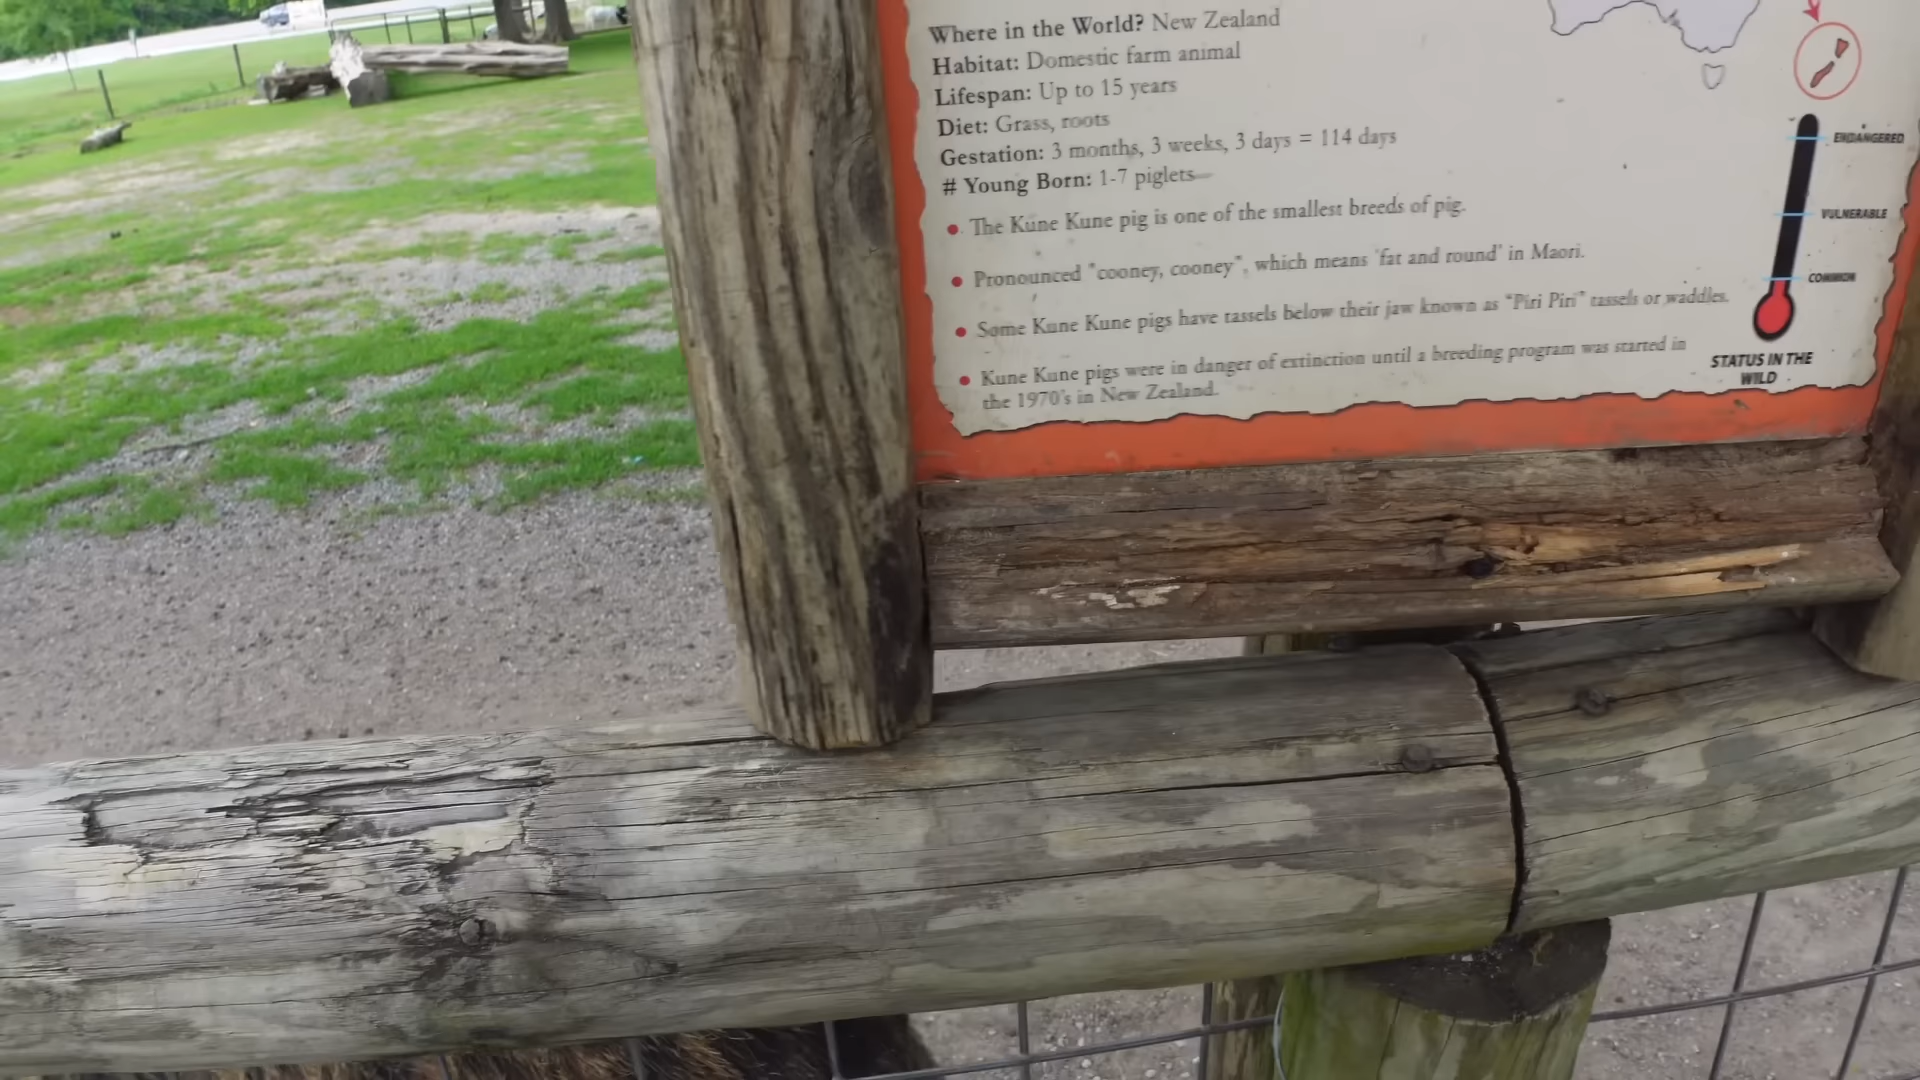 Where in the World? New Zealand
Habitat: Domestic farm animal
Lifespan: Up to 15 years
Diet: Grass, roots
Gestation: 3 months, 3 weeks, 3 days = 114 days
# Young Born: 1-7 piglets
• The Kune Kune pig is one of the smallest breeds of pig.
• Pronounced "cooney, cooney", which means 'fat and round' in Maori.
• Some Kune Kune pigs have tassels below their jaw known as "Piri Piri" tassels or waddles.
• Kune Kune pigs were in danger of extinction until a breeding program was started in
the 1970's in New Zealand.
ENDANGERED
VULNERABLE
COMMON
STATUS IN THE
WILD